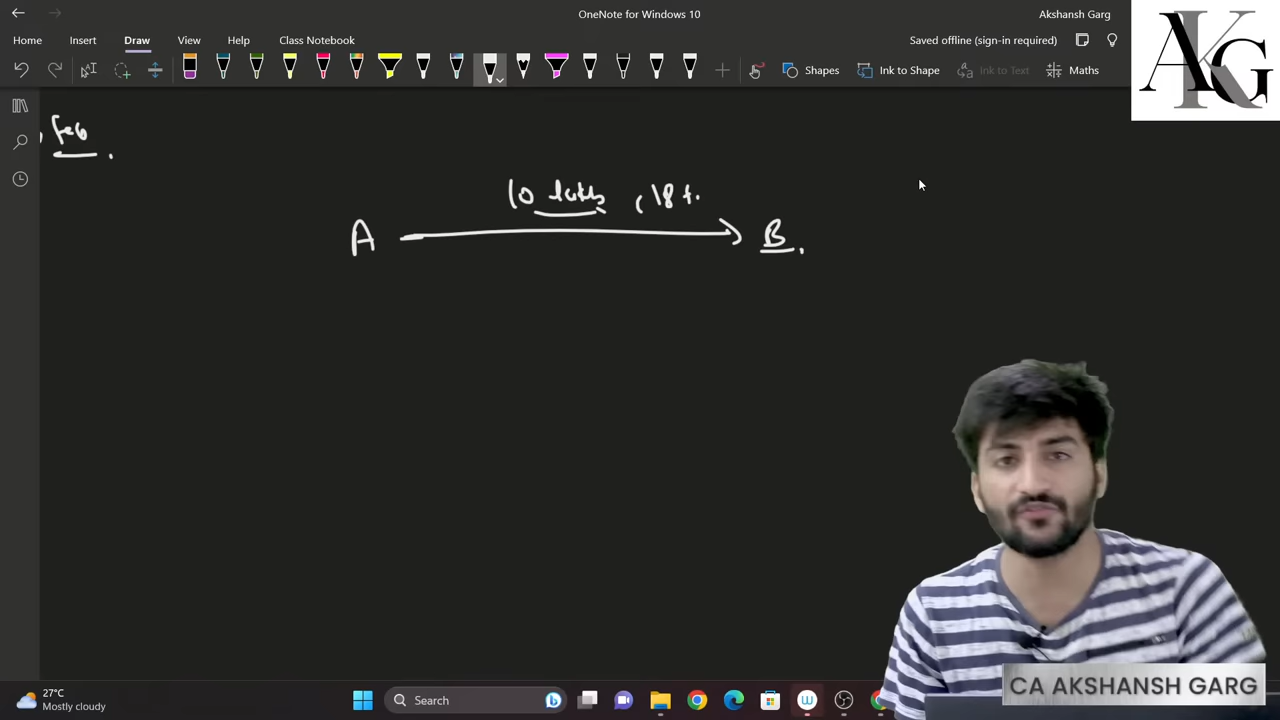 OneNote for Windows 10
Akshansh Garg
Home Insert Draw View Help Class Notebook
Saved offline (sign-in required)
Shapes Ink to Shape Ink to Text Maths
AKG
, Feb.
10 lakhs , 18 %.
A B.
CA AKSHANSH GARG
27°C
Mostly cloudy
Search